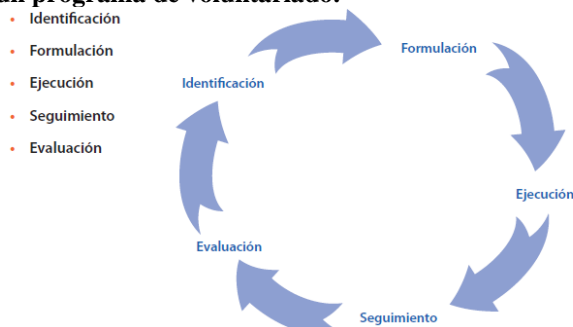 un programa de voluntariado.
• Identificación
• Formulación
• Ejecución
• Seguimiento
• Evaluación
Formulación
Identificación
Ejecución
Evaluación
Seguimiento